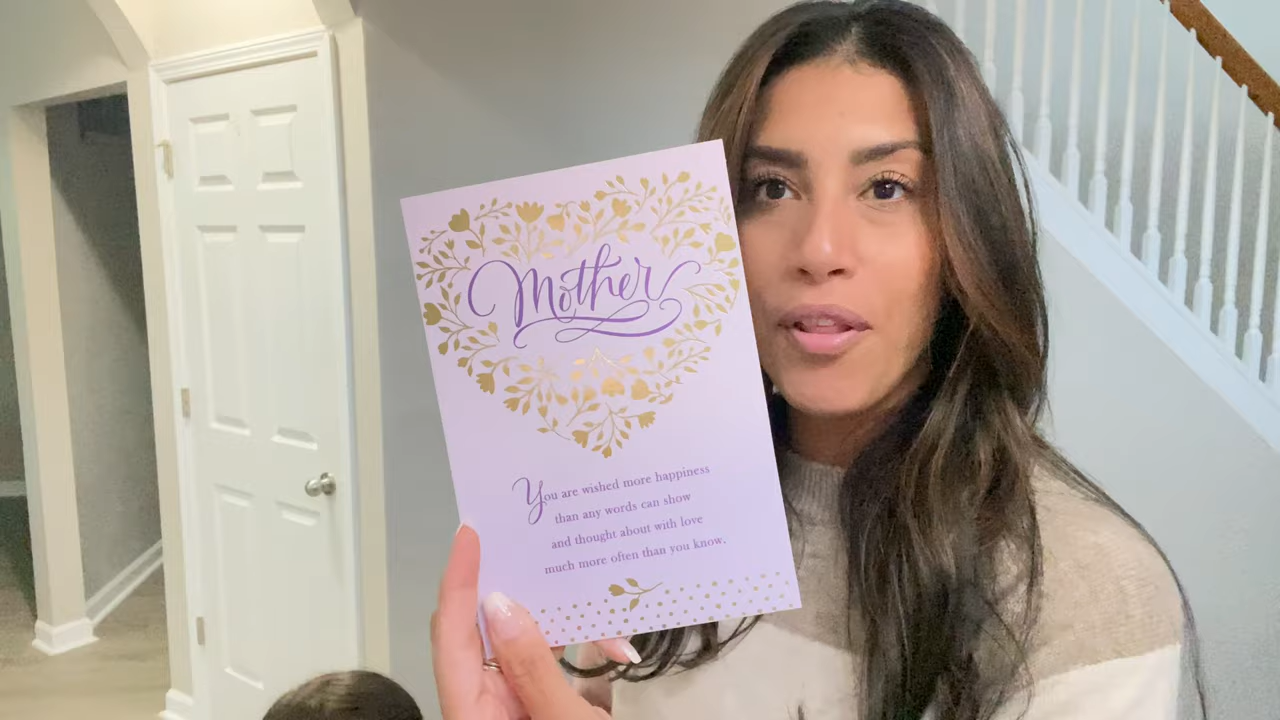 Mother
You are wished more happiness
than any words can show
and thought about with love
much more often than you know.